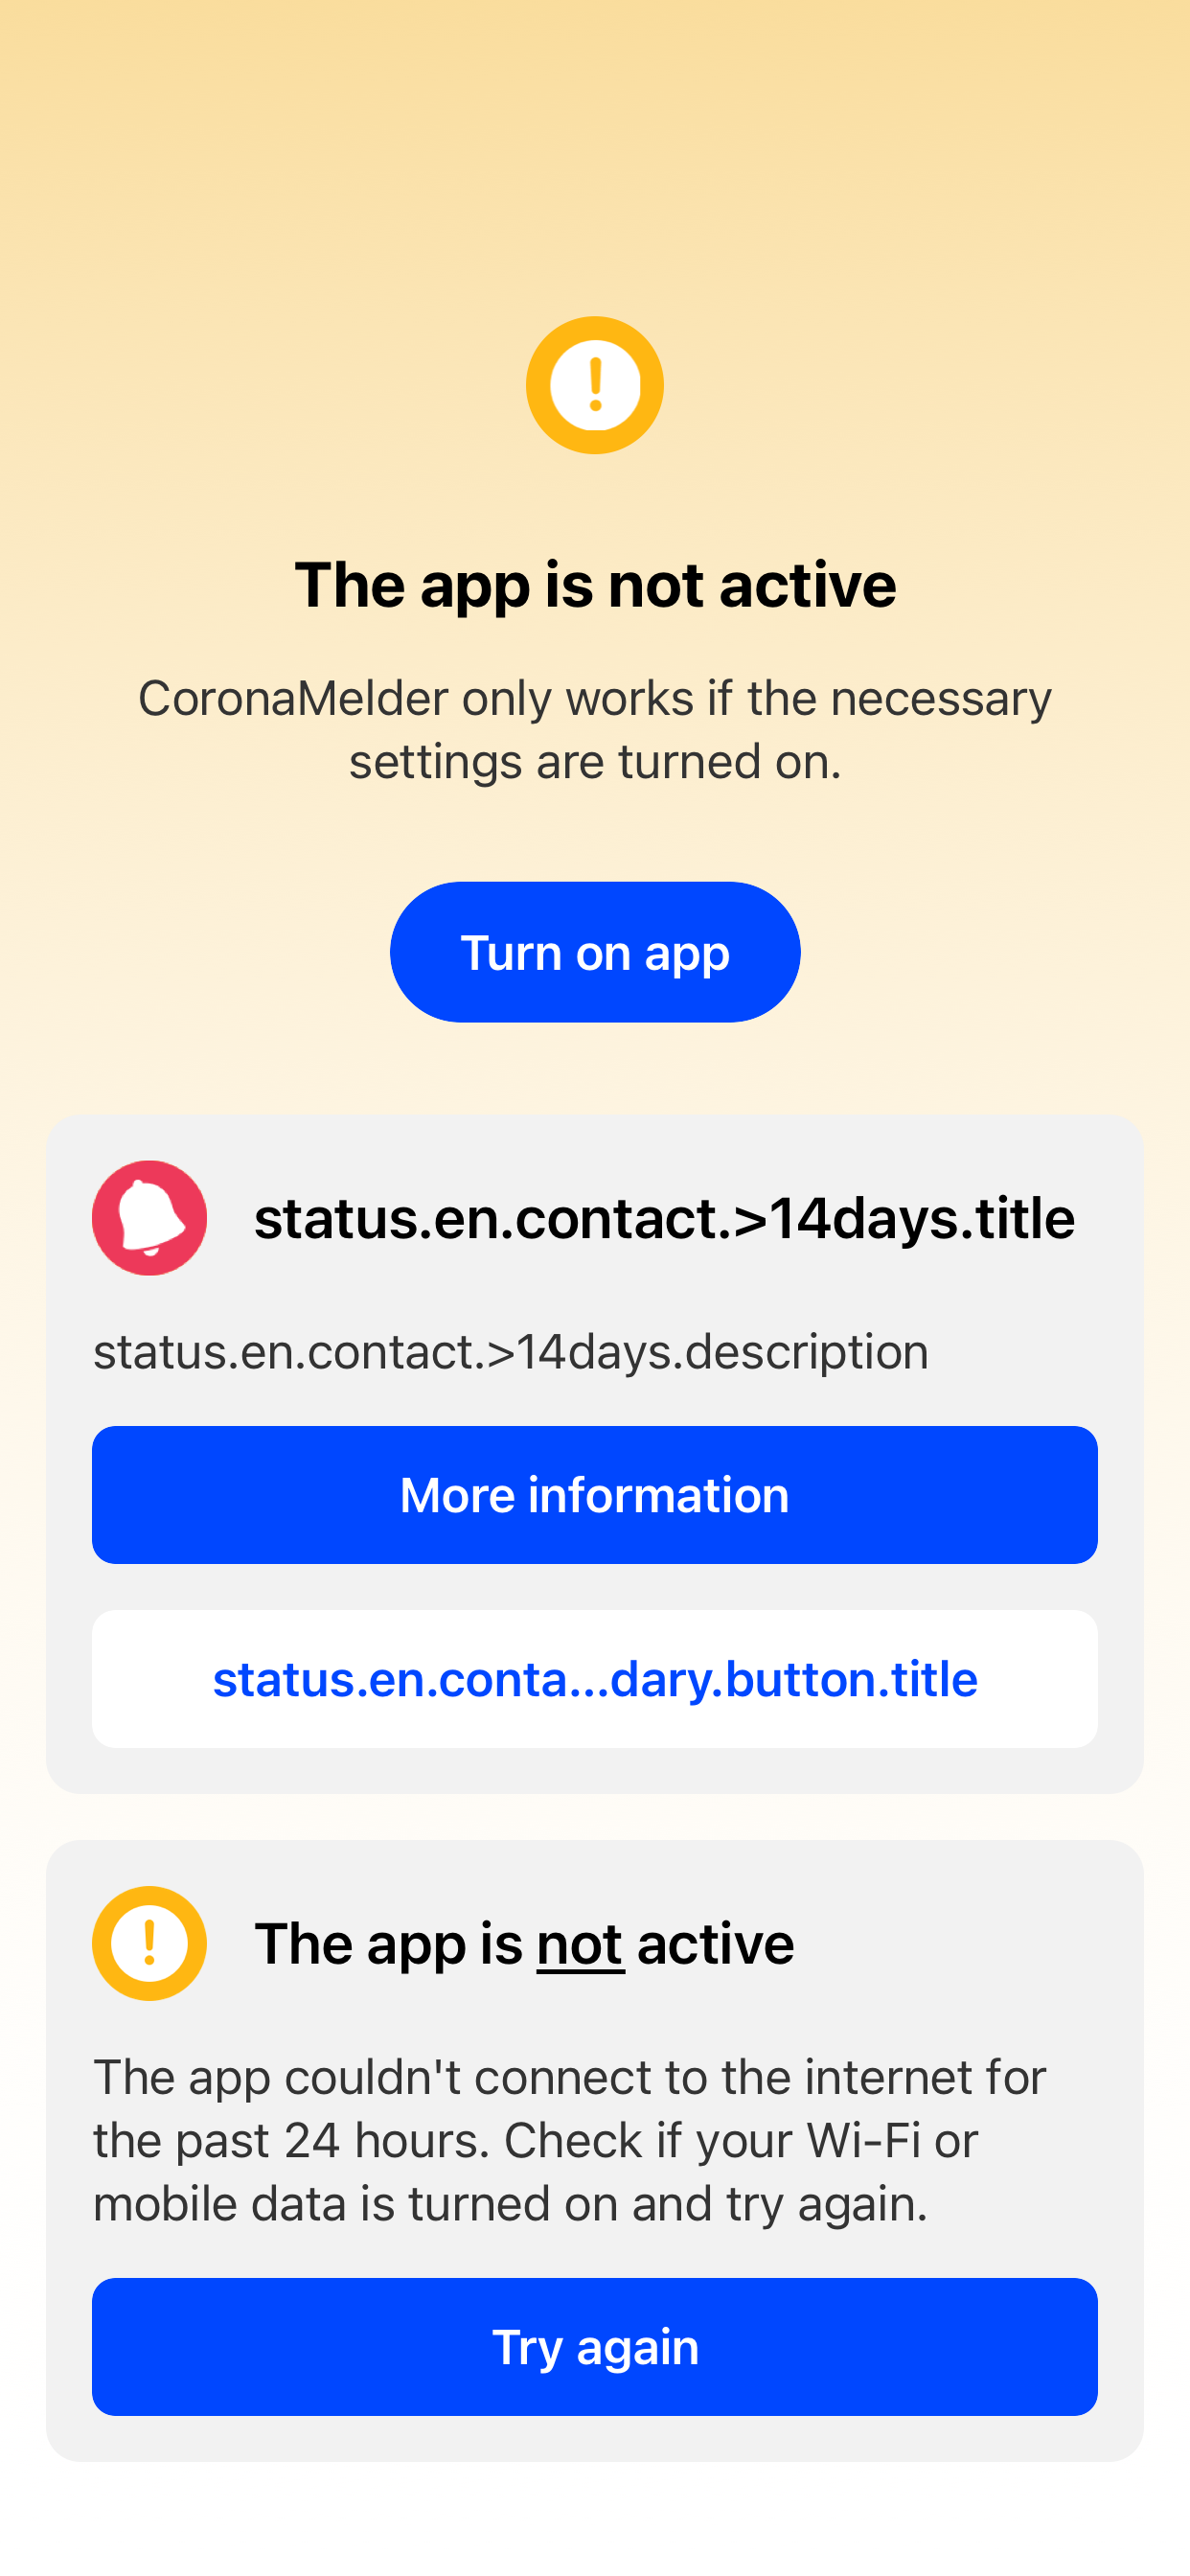 The app is not active
CoronaMelder only works if the necessary
settings are turned on.
Turn on app
status.en.contact.>14days.title
status.en.contact.>14days.description
More information
status.en.conta...dary.button.title
The app is not active
The app couldn't connect to the internet for
the past 24 hours. Check if your Wi-Fi or
mobile data is turned on and try again.
Try again